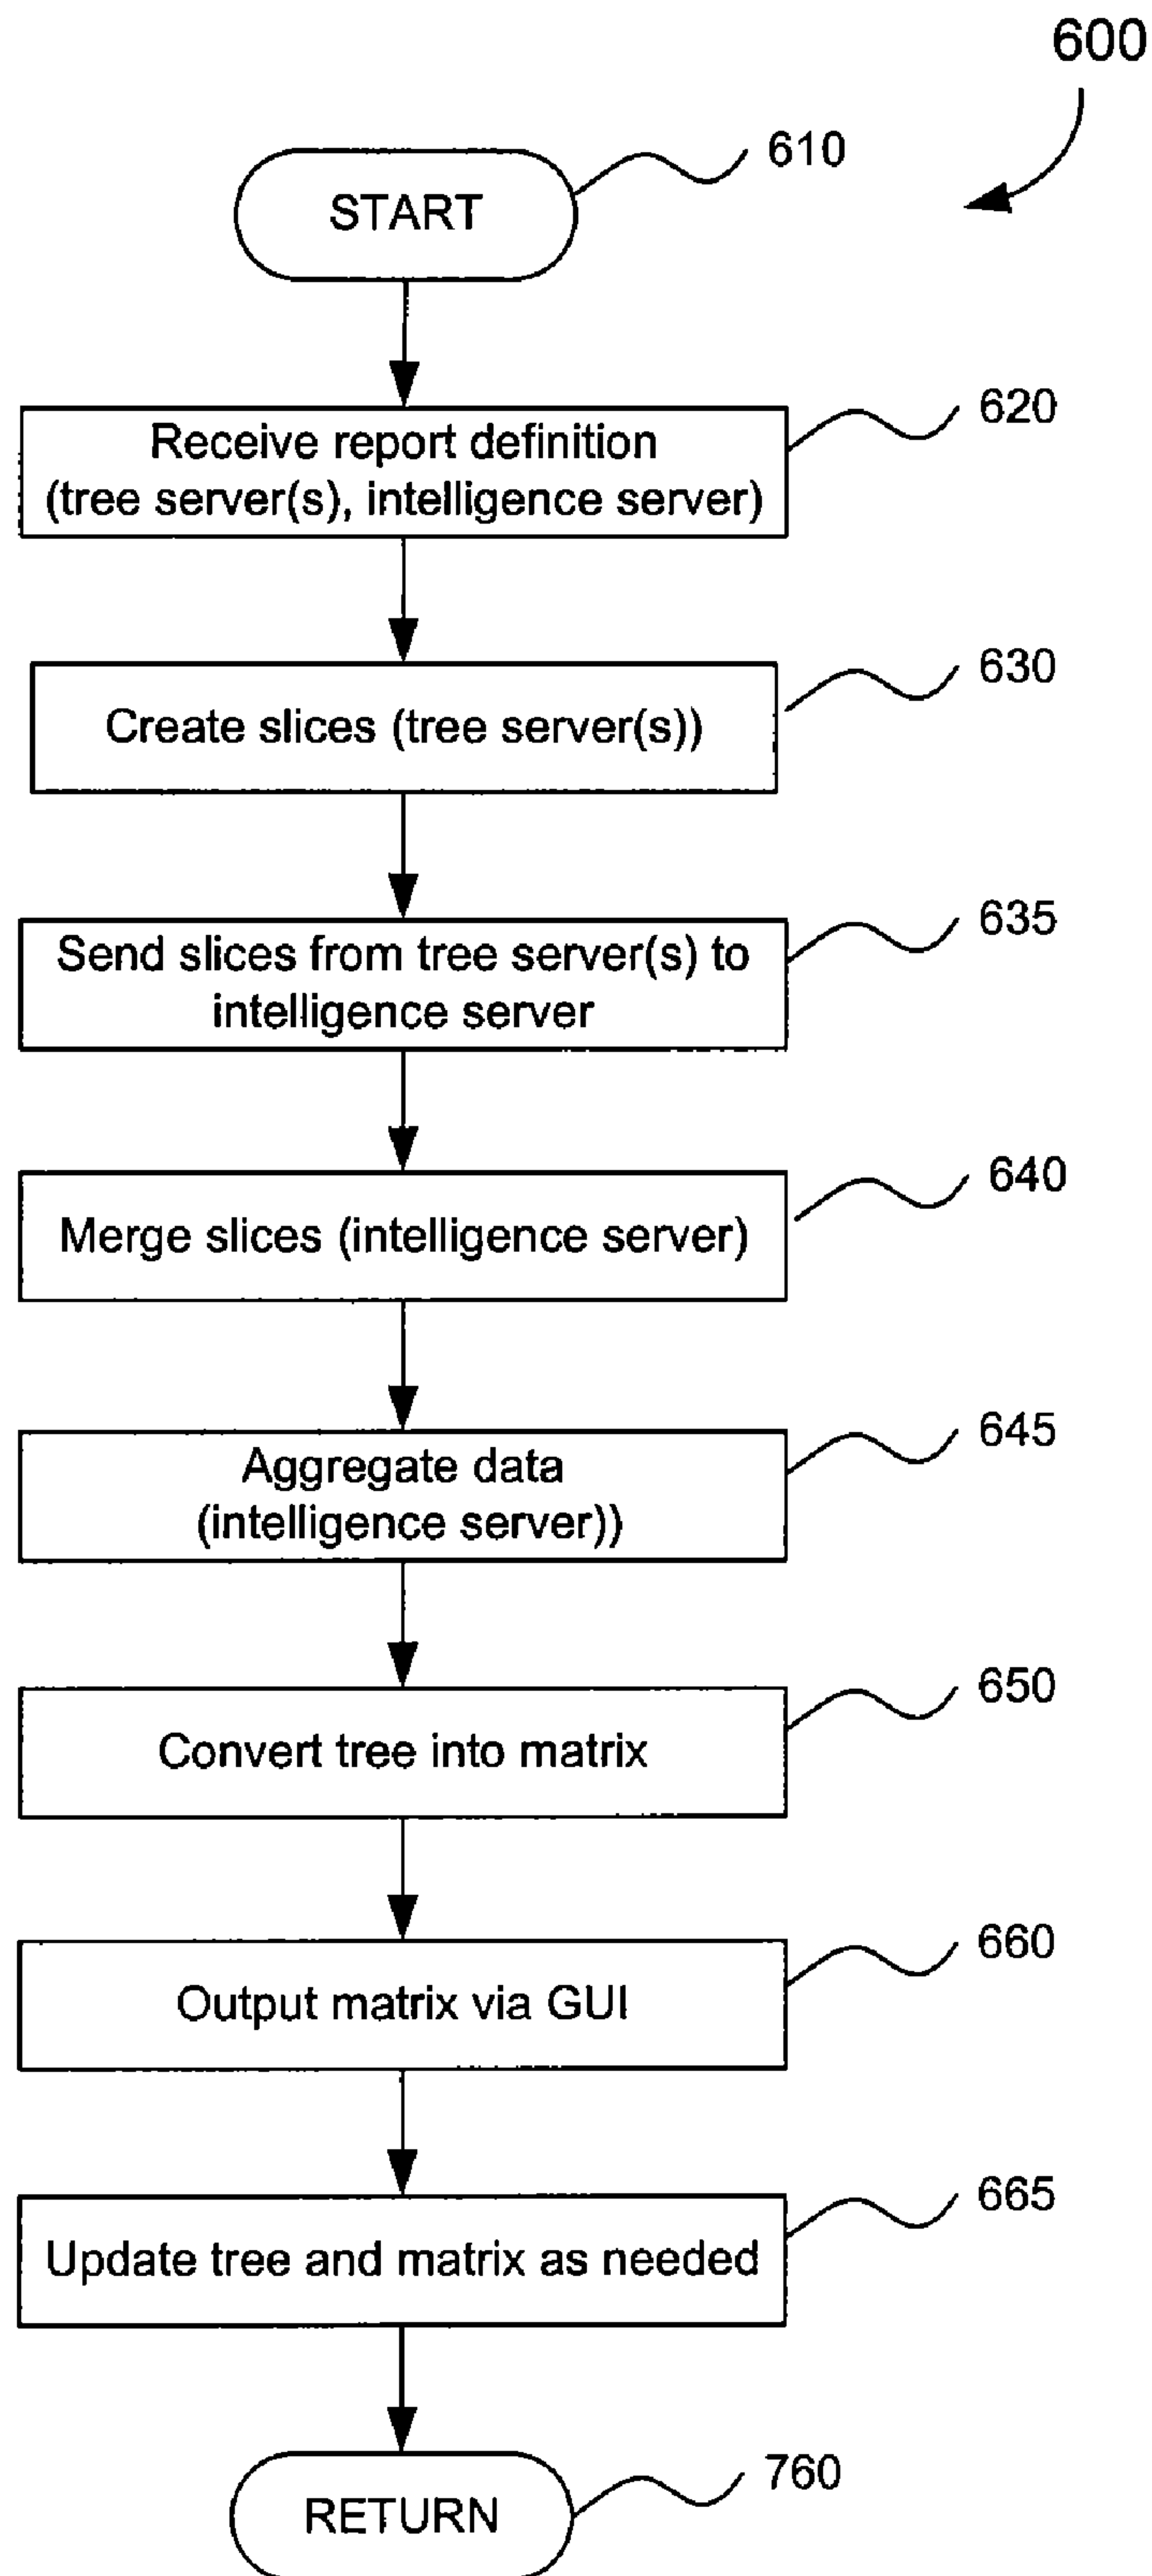 600
START
610
Receive report definition
(tree server(s), intelligence server)
620
Create slices (tree server(s))
630
Send slices from tree server(s) to
intelligence server
635
Merge slices (intelligence server)
640
Aggregate data
(intelligence server))
645
Convert tree into matrix
650
Output matrix via GUI
660
Update tree and matrix as needed
665
RETURN
760